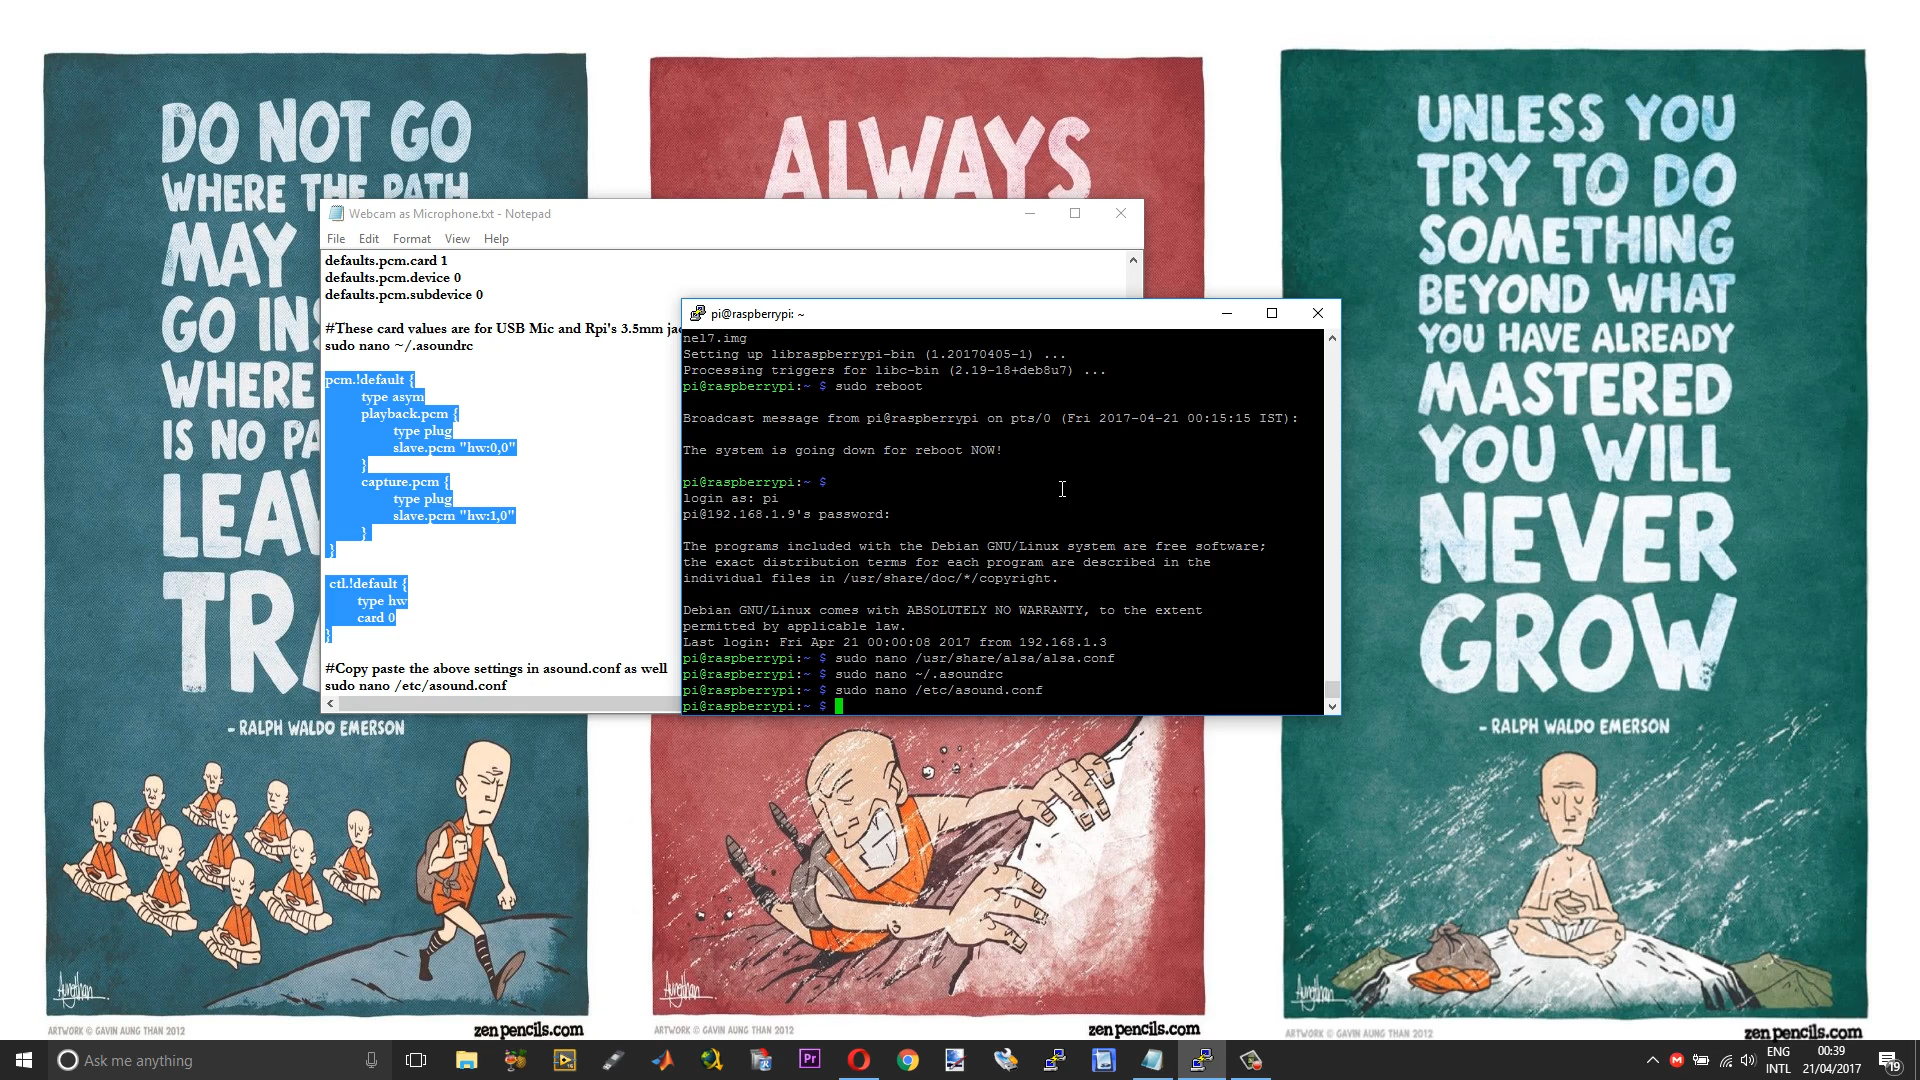 DO NOT GO
WHERE THE PATH
MAY
GO INS
WHERE
IS NO PA
LEAV
TRA
- RALPH WALDO EMERSON
ARTWORK © GAVIN AUNG THAN 2012
zenpencils.com
ALWAYS
ARTWORK © GAVIN AUNG THAN 2012
zenpencils.com
UNLESS YOU
TRY TO DO
SOMETHING
BEYOND WHAT
YOU HAVE ALREADY
MASTERED
YOU WILL
NEVER
GROW
- RALPH WALDO EMERSON
ARTWORK © GAVIN AUNG THAN 2012
zenpencils.com
Webcam as Microphone.txt - Notepad
File Edit Format View Help
defaults.pcm.card 1
defaults.pcm.device 0
defaults.pcm.subdevice 0
#These card values are for USB Mic and Rpi's 3.5mm jac
sudo nano ~/.asoundrc
pcm.!default {
type asym
playback.pcm {
type plug
slave.pcm "hw:0,0"
}
capture.pcm {
type plug
slave.pcm "hw:1,0"
}
}
ctl.!default {
type hw
card 0
}
#Copy paste the above settings in asound.conf as well
sudo nano /etc/asound.conf
pi@raspberrypi: ~
nel7.img
Setting up libraspberrypi-bin (1.20170405-1) ...
Processing triggers for libc-bin (2.19-18+deb8u7) ...
pi@raspberrypi:~ $ sudo reboot
Broadcast message from pi@raspberrypi on pts/0 (Fri 2017-04-21 00:15:15 IST):
The system is going down for reboot NOW!
pi@raspberrypi:~ $
login as: pi
pi@192.168.1.9's password:
The programs included with the Debian GNU/Linux system are free software;
the exact distribution terms for each program are described in the
individual files in /usr/share/doc/*/copyright.
Debian GNU/Linux comes with ABSOLUTELY NO WARRANTY, to the extent
permitted by applicable law.
Last login: Fri Apr 21 00:00:08 2017 from 192.168.1.3
pi@raspberrypi:~ $ sudo nano /usr/share/alsa/alsa.conf
pi@raspberrypi:~ $ sudo nano ~/.asoundrc
pi@raspberrypi:~ $ sudo nano /etc/asound.conf
pi@raspberrypi:~ $
Ask me anything
Pr
ENG
INTL
00:39
21/04/2017
19